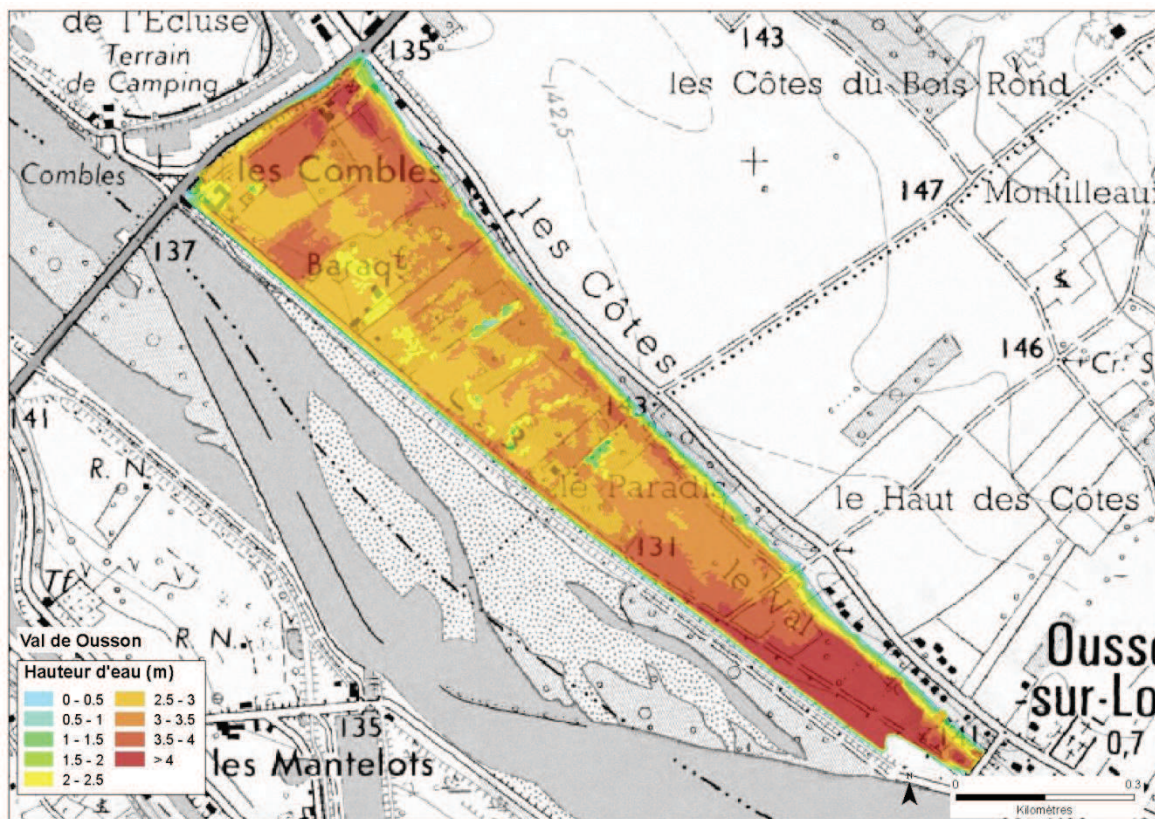 de l'Ecluse
Terrain
de Camping
135
143
les Côtes du Bois Rond
142,5
Combles
les Combles
147
Montilleau
137
Baraqt
les Côtes
146
Cr.
141
143
R. N.
le Paradis
le Haut des Côtes
131
le Val
Tf
R. N.
Val de Ousson
Hauteur d'eau (m)
0 - 0.5
0.5 - 1
1 - 1.5
1.5 - 2
2 - 2.5
2.5 - 3
3 - 3.5
3.5 - 4
> 4
135
les Mantelots
Ouss
sur-Lo
0,7
N
0
0.3
Kilomètres